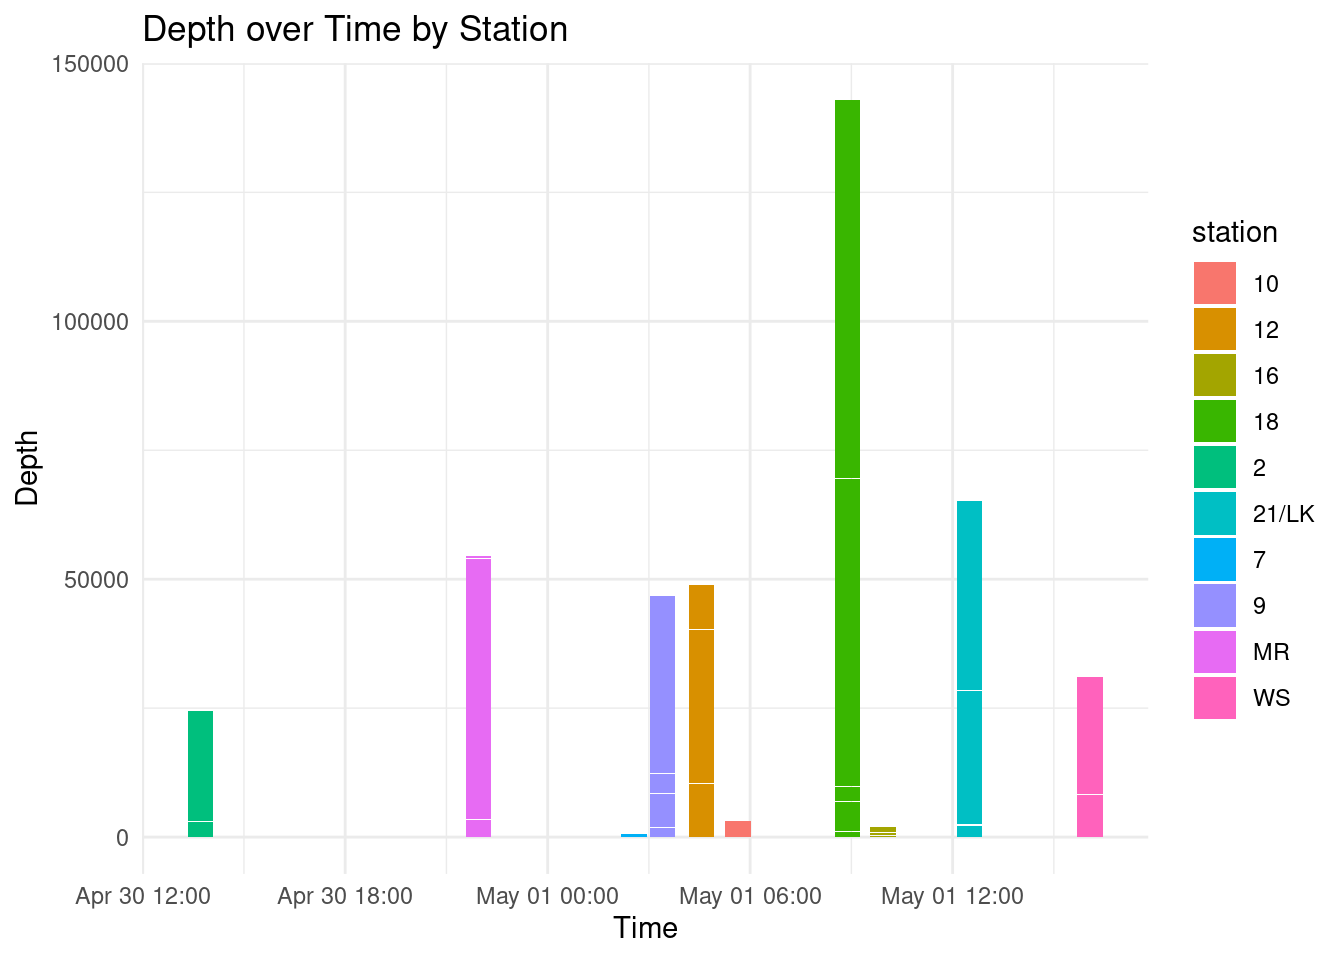 Depth over Time by Station
150000
100000
50000
0
Depth
Apr 30 12:00
Apr 30 18:00
May 01 00:00
May 01 06:00
May 01 12:00
Time
station
10
12
16
18
2
21/LK
7
9
MR
WS